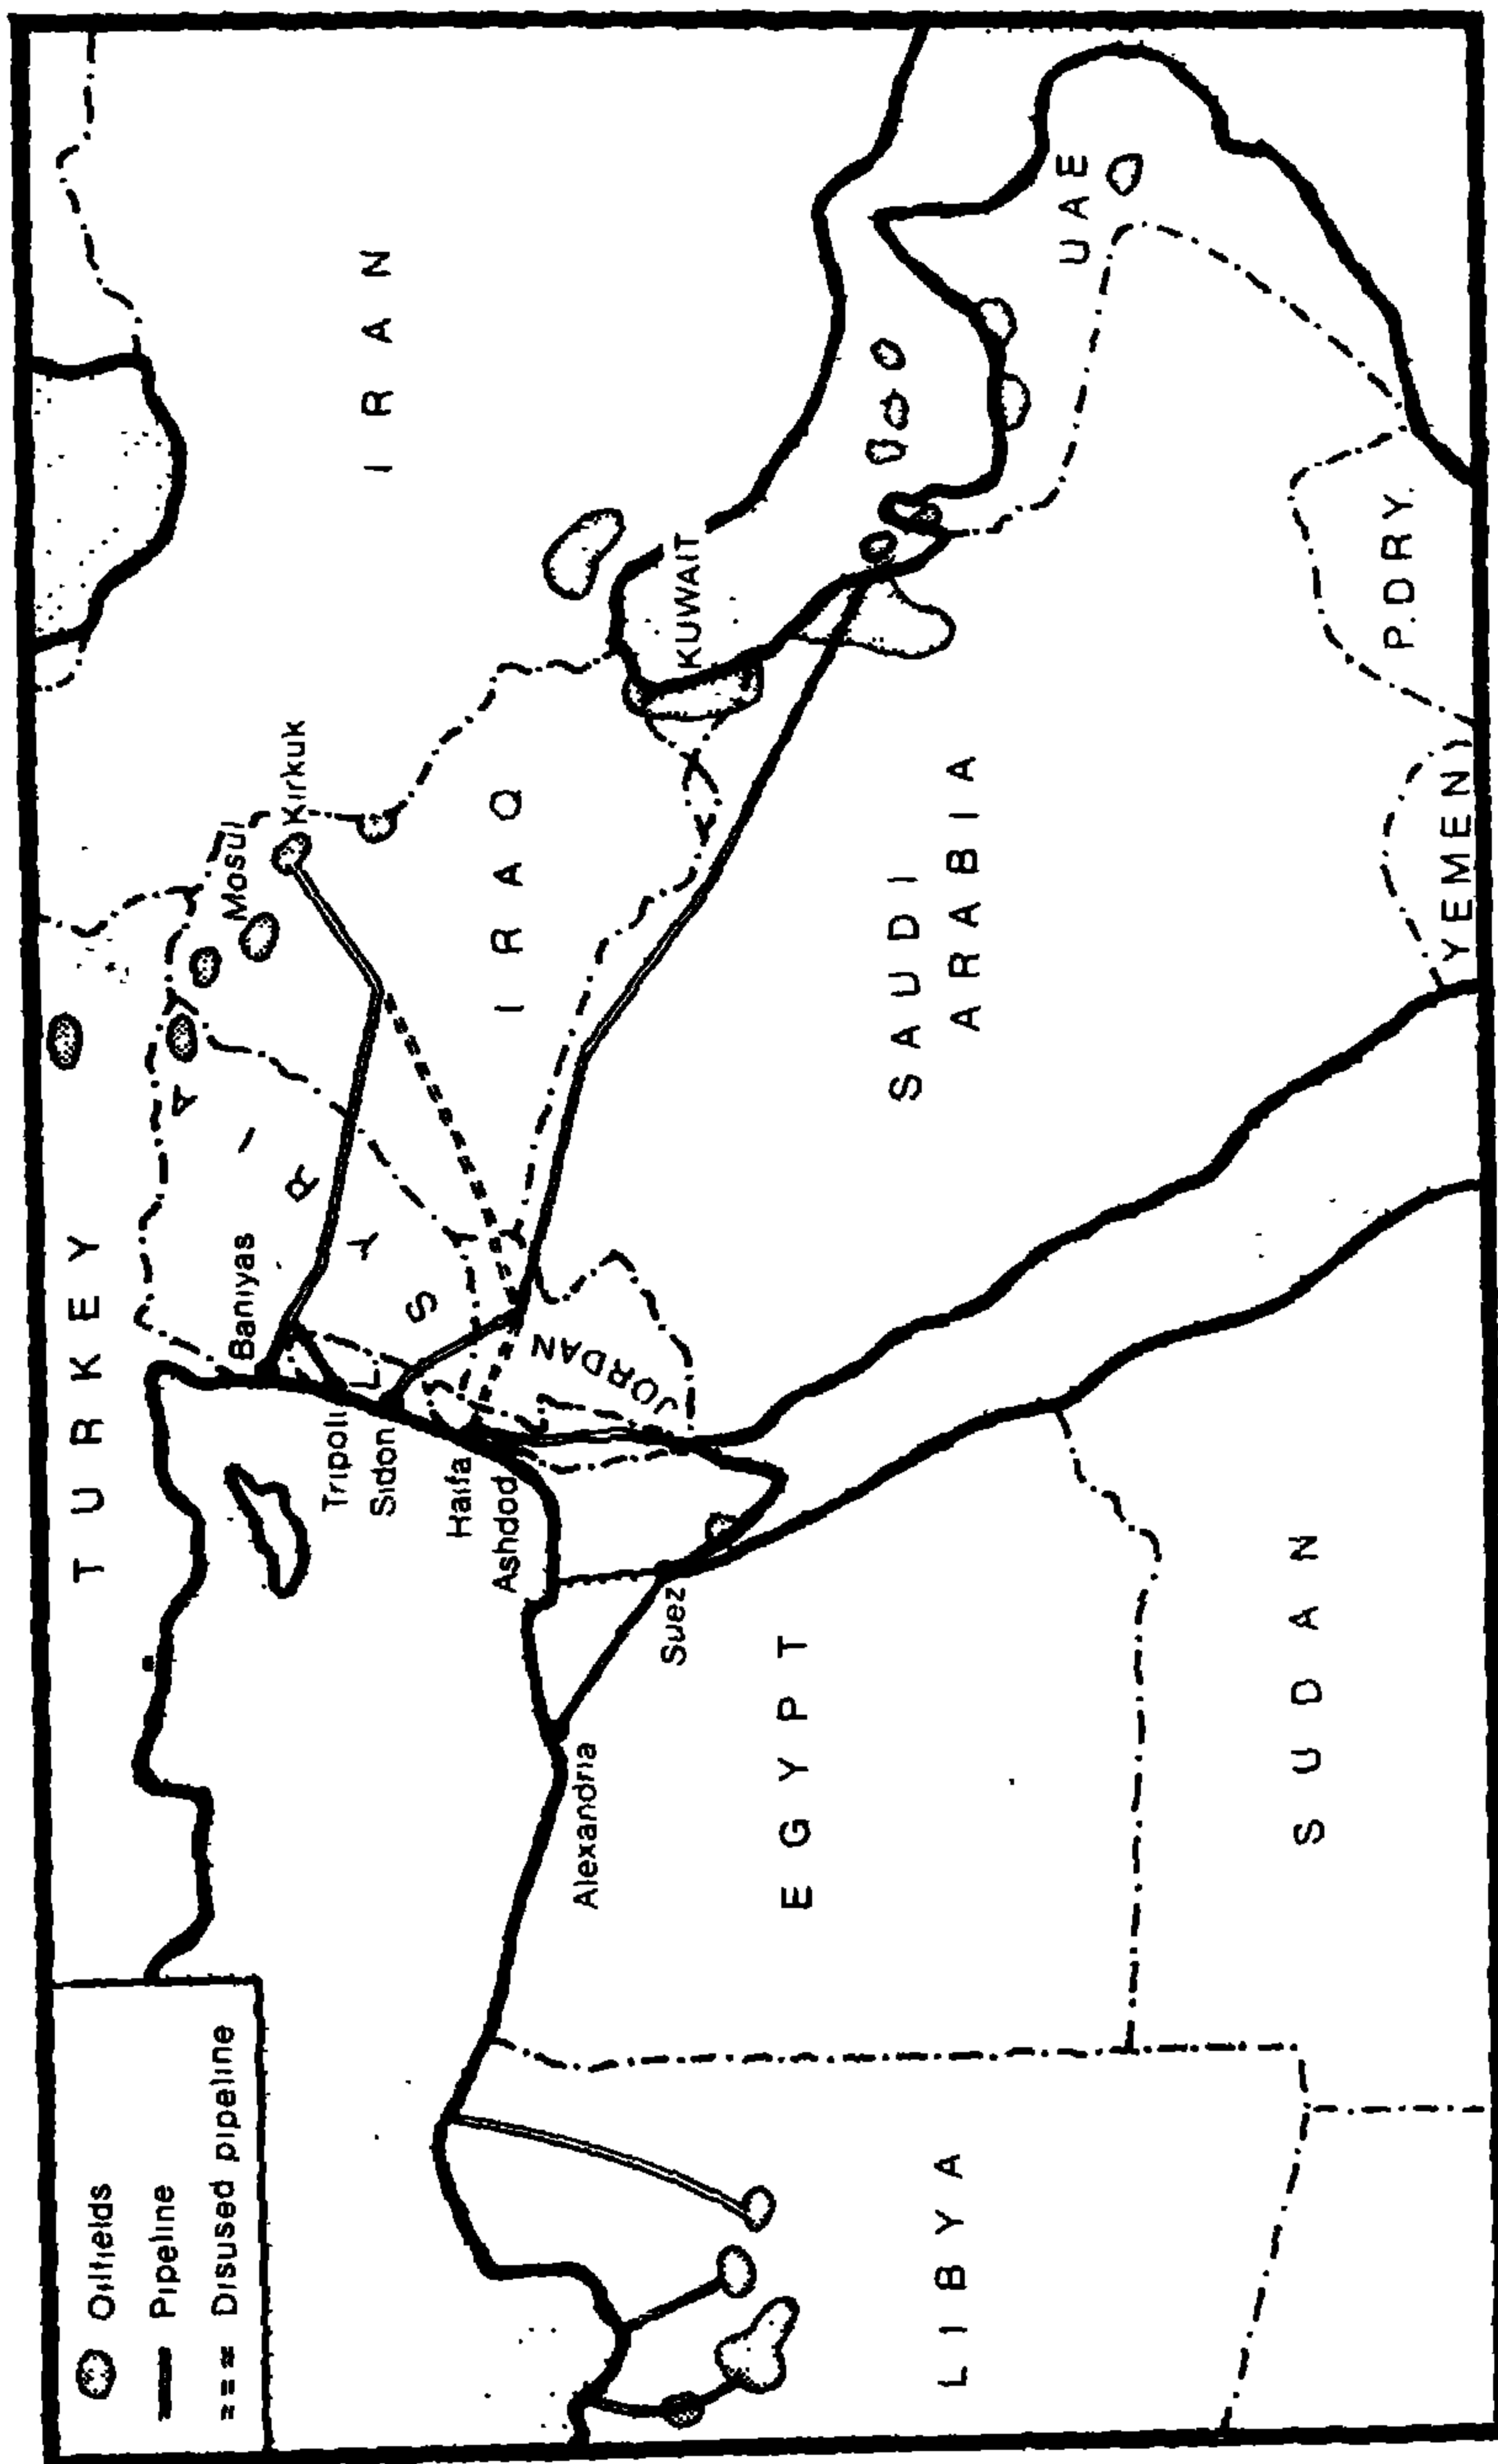 Oilfields
Pipeline
Disused pipeline
TURKEY
Baniyas
Mosul
Kirkuk
IRAN
Tripoli
L.
SYRIA
Sidon
Haifa
Ashdod
IRAQ
JORDAN
KUWAIT
Alexandria
Suez
EGYPT
SAUDI
ARABIA
UAE
LIBYA
SUDAN
P.DRY.
YEMEN